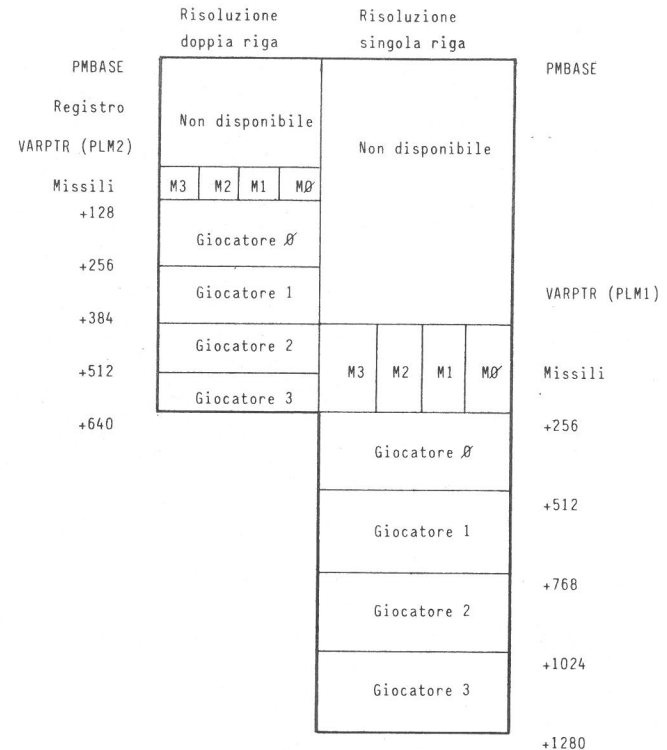 Risoluzione Risoluzione
doppia riga singola riga
PMBASE PMBASE
Registro
Non disponibile
VARPTR (PLM2) Non disponibile
Missili M3 M2 M1 MØ
+128
Giocatore Ø
+256
Giocatore 1 VARPTR (PLM1)
+384
Giocatore 2
+512 M3 M2 M1 MØ Missili
Giocatore 3
+640 +256
Giocatore Ø
+512
Giocatore 1
+768
Giocatore 2
+1024
Giocatore 3
+1280